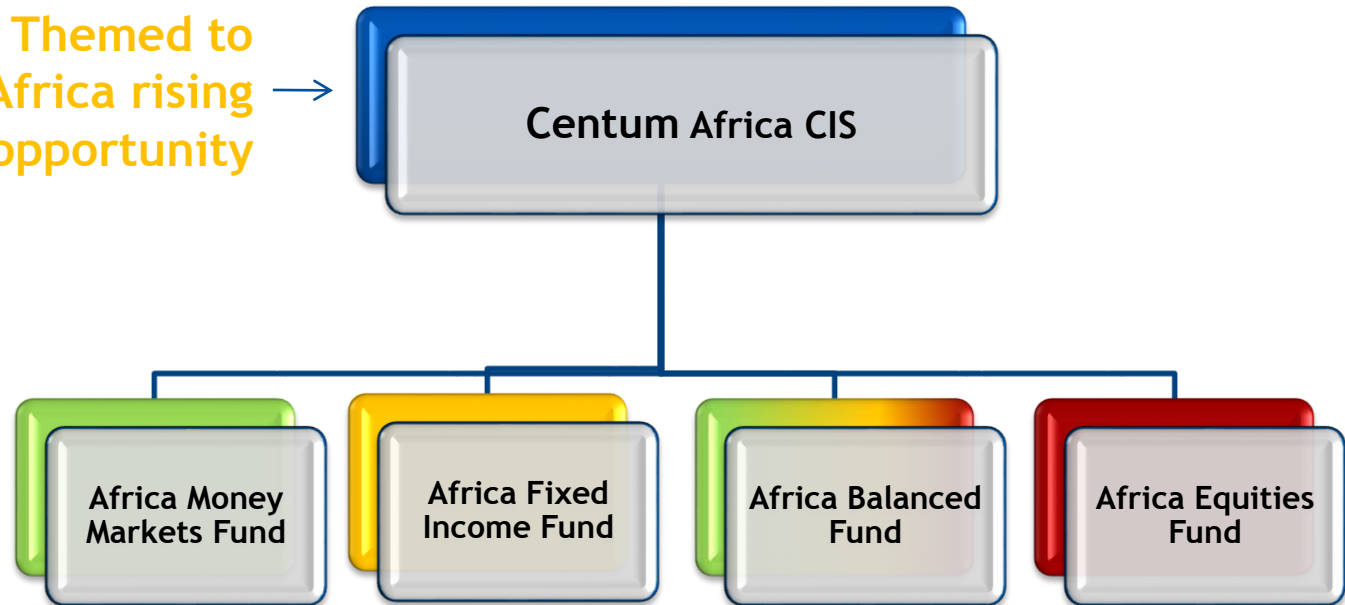 Themed to
Africa rising
opportunity
Centum Africa CIS
Africa Money
Markets Fund
Africa Fixed
Income Fund
Africa Balanced
Fund
Africa Equities
Fund